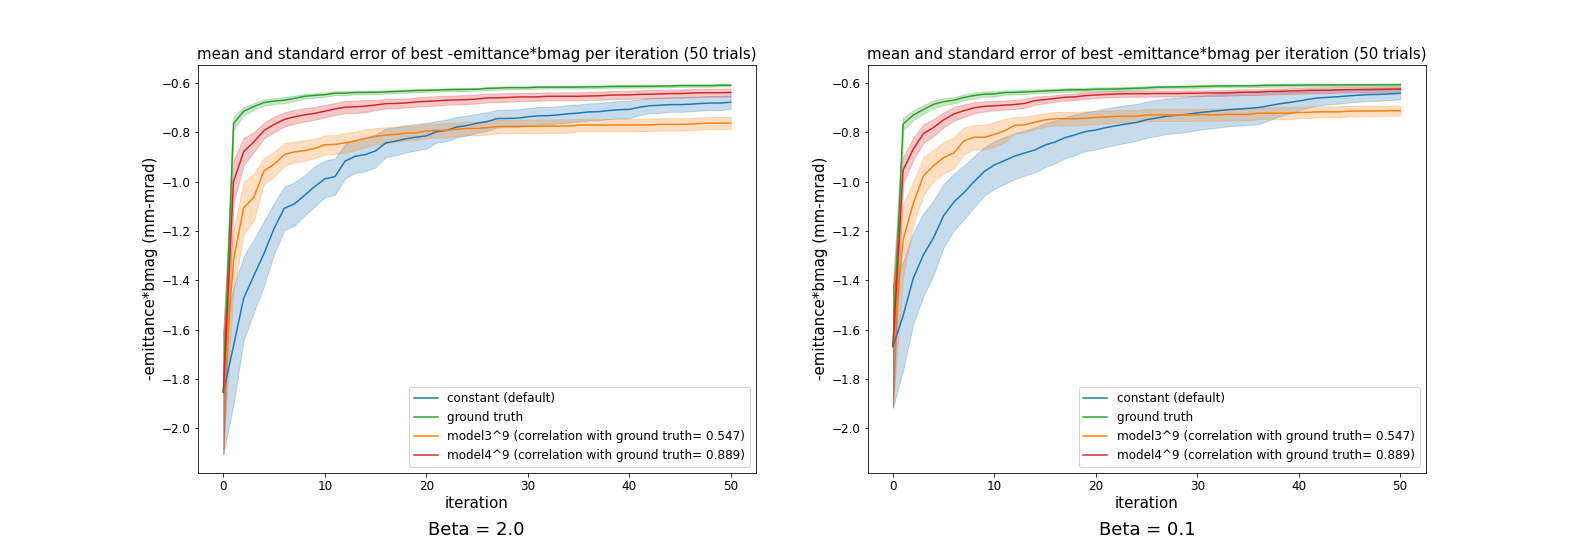 mean and standard error of best -emittance*bmag per iteration (50 trials)
-emittance*bmag (mm-mrad)
−0.6
−0.8
−1.0
−1.2
−1.4
−1.6
−1.8
−2.0
constant (default)
ground truth
model3^9 (correlation with ground truth= 0.547)
model4^9 (correlation with ground truth= 0.889)
0 10 20 30 40 50
iteration
Beta = 2.0
mean and standard error of best -emittance*bmag per iteration (50 trials)
-emittance*bmag (mm-mrad)
−0.6
−0.8
−1.0
−1.2
−1.4
−1.6
−1.8
−2.0
constant (default)
ground truth
model3^9 (correlation with ground truth= 0.547)
model4^9 (correlation with ground truth= 0.889)
0 10 20 30 40 50
iteration
Beta = 0.1